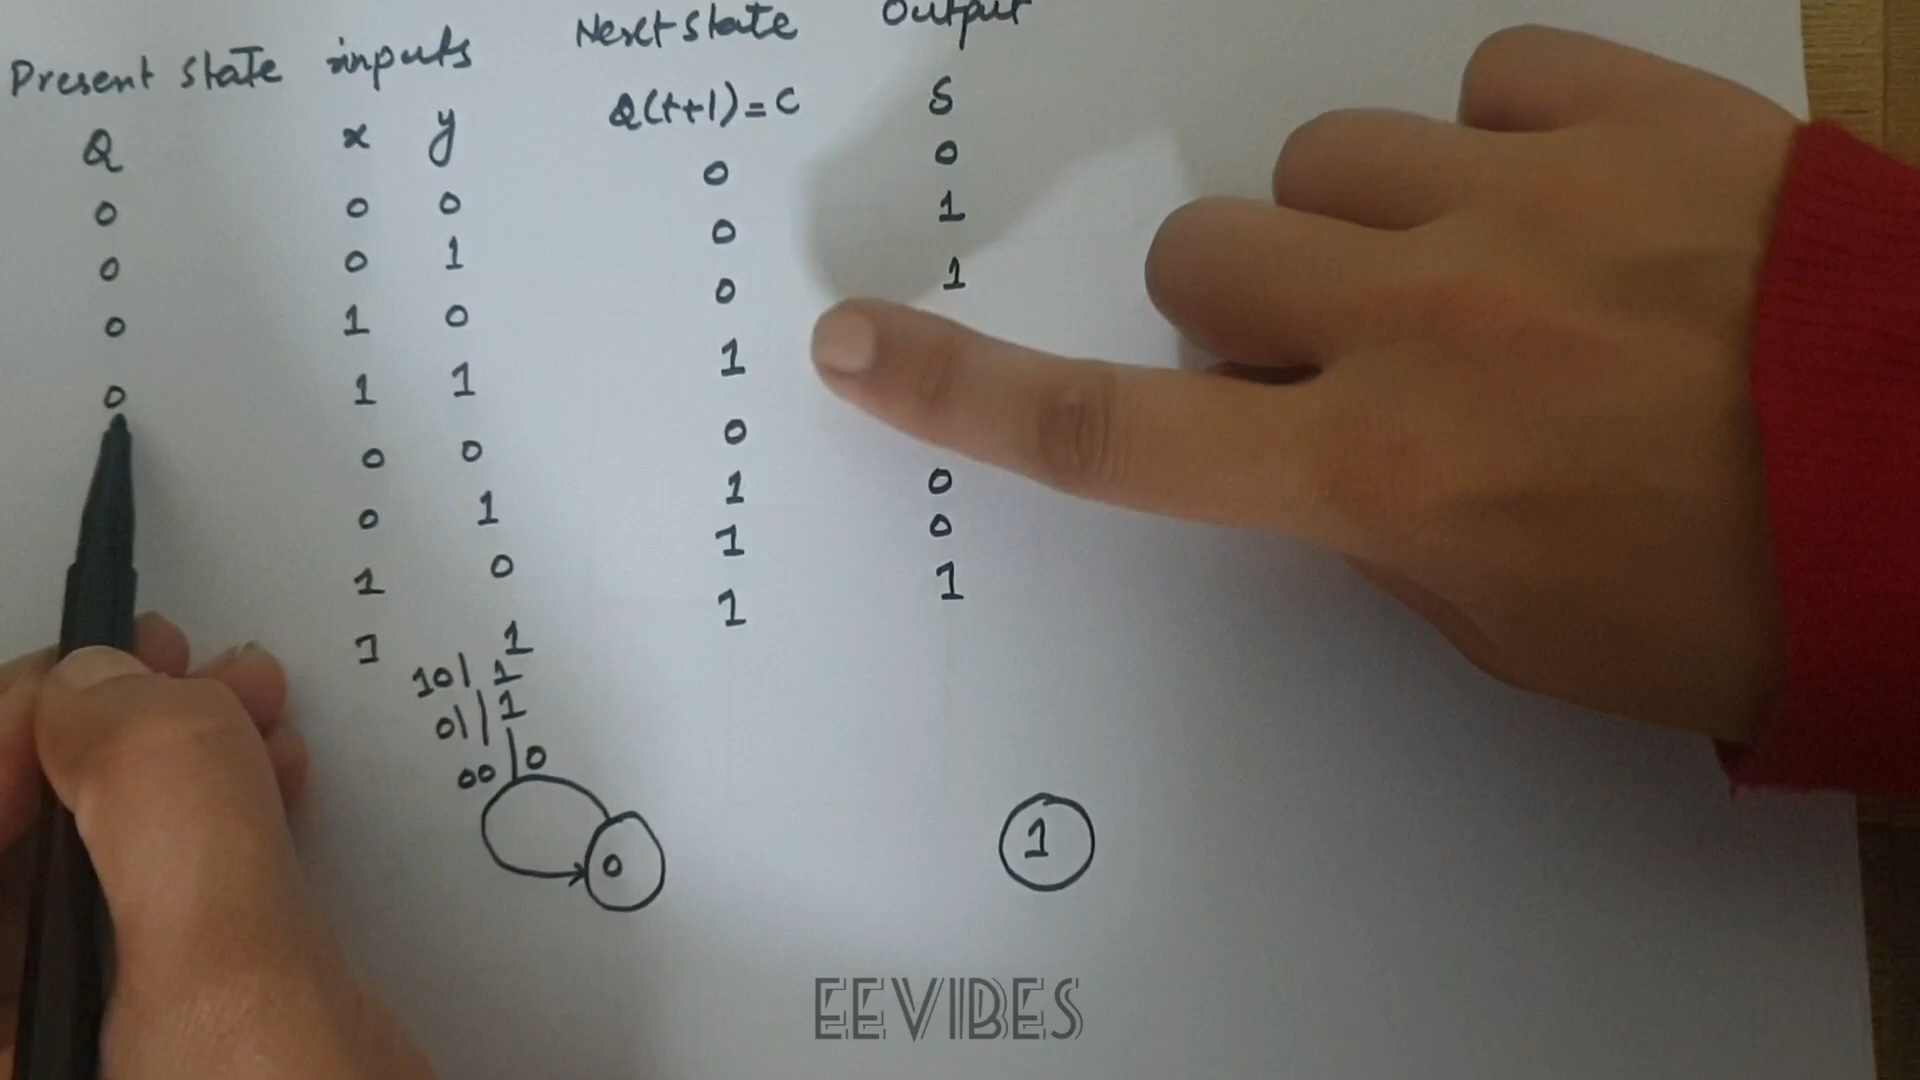 Present state inputs Next state Output
Q x y Q(t+1)=C S
0 0 0 0 0
0 0 1 0 1
0 1 0 0 1
0 1 1 1
0 0 0
0 1 1 0
1 0 1 0
1 1 1 1
10/1
01/1
00/0
0 1
EEVIBES